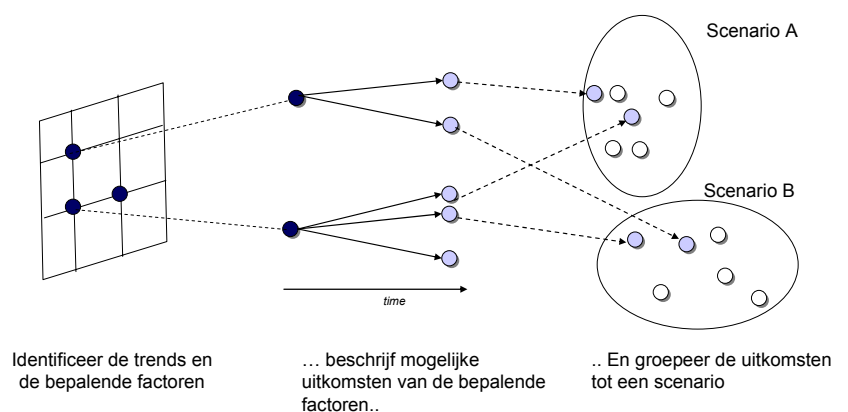 Scenario A
Scenario B
time
Identificeer de trends en
de bepalende factoren
… beschrijf mogelijke
uitkomsten van de bepalende
factoren..
.. En groepeer de uitkomsten
tot een scenario